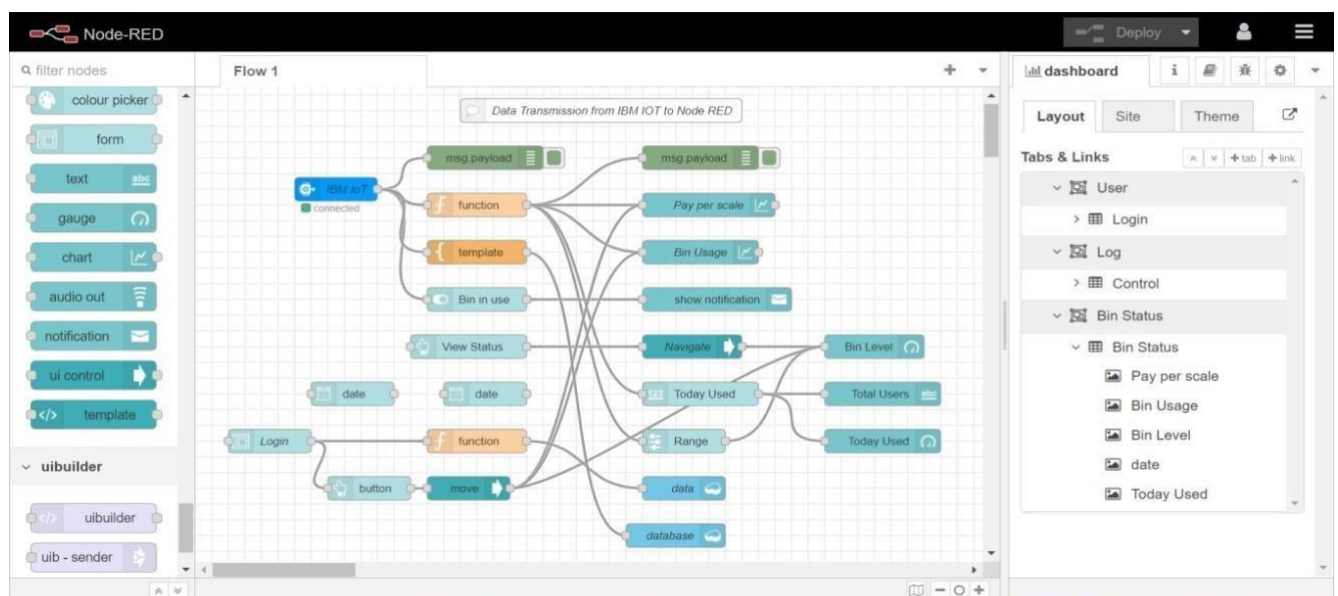 Node-RED
Deploy
filter nodes
colour picker
form
text
abc
gauge
chart
audio out
notification
ui control
</> template
uibuilder
</> uibuilder
uib - sender
Flow 1
Data Transmission from IBM IOT to Node RED
msg.payload
msg.payload
IBM IoT
connected
f function
Pay per scale
{ template
Bin Usage
Bin in use
show notification
View Status
Navigate
Bin Level
date
date
123 Today Used
Total Users abc
Login
f function
Range
Today Used
button
move
data
database
dashboard
i
Layout
Site
Theme
Tabs & Links
+ tab
+ link
User
Login
Log
Control
Bin Status
Bin Status
Pay per scale
Bin Usage
Bin Level
date
Today Used